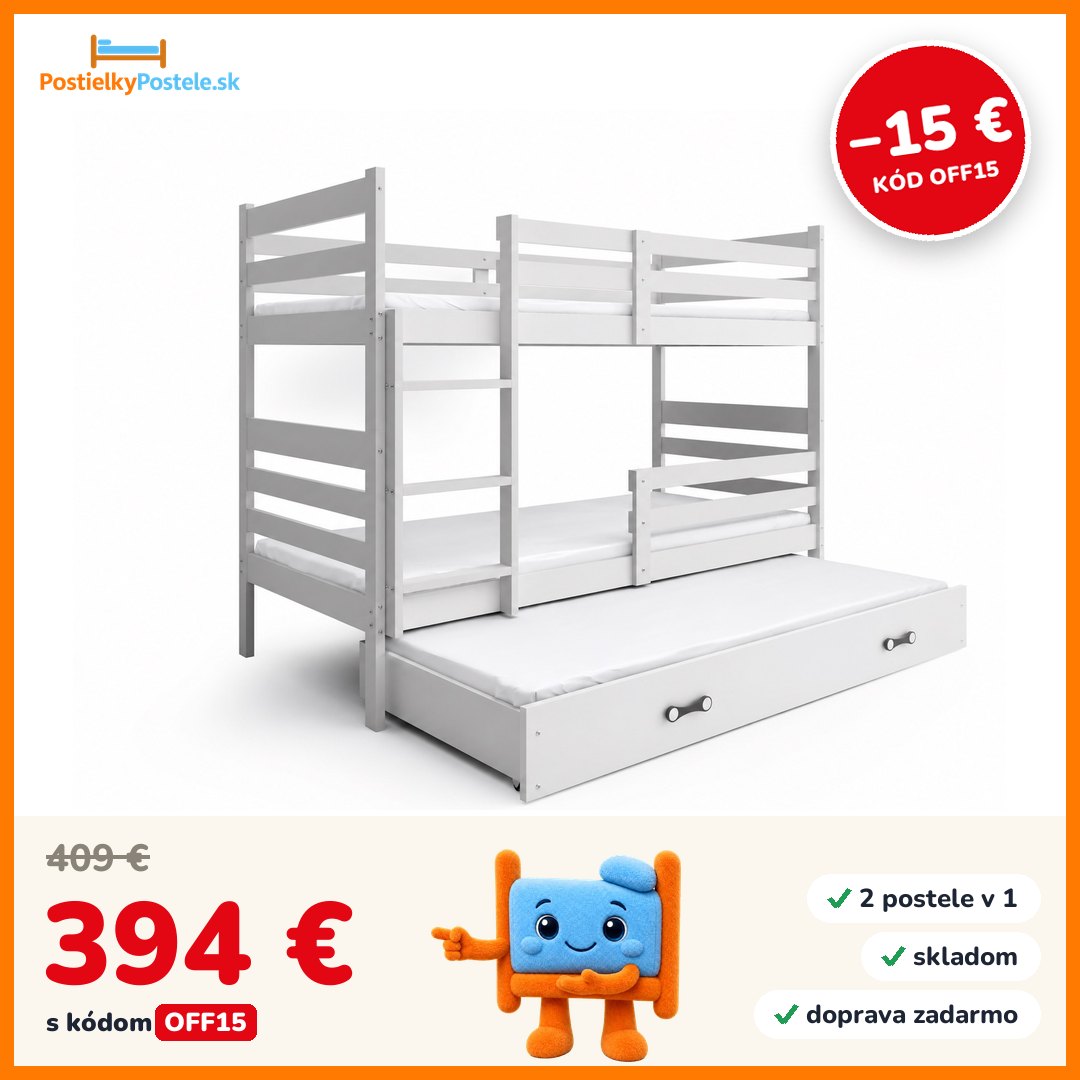 PostielkyPostele.sk
–15 €
KÓD OFF15
409 €
394 €
s kódom OFF15
2 postele v 1
skladom
doprava zadarmo